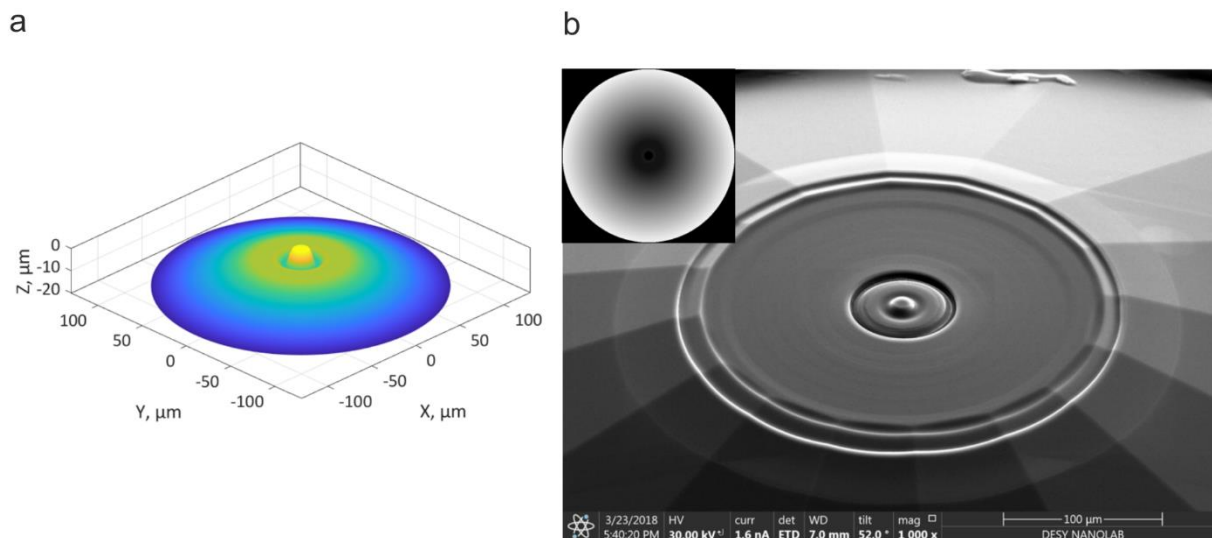 a
b
0
-10
-20
Z, µm
100
50
0
-50
-100
Y, µm
100
50
0
-50
-100
X, µm
3/23/2018
5:40:20 PM
HV
30.00 kV
curr
1.6 nA
det
ETD
WD
7.0 mm
tilt
52.0 °
mag
1 000 x
100 µm
DESY NANOLAB